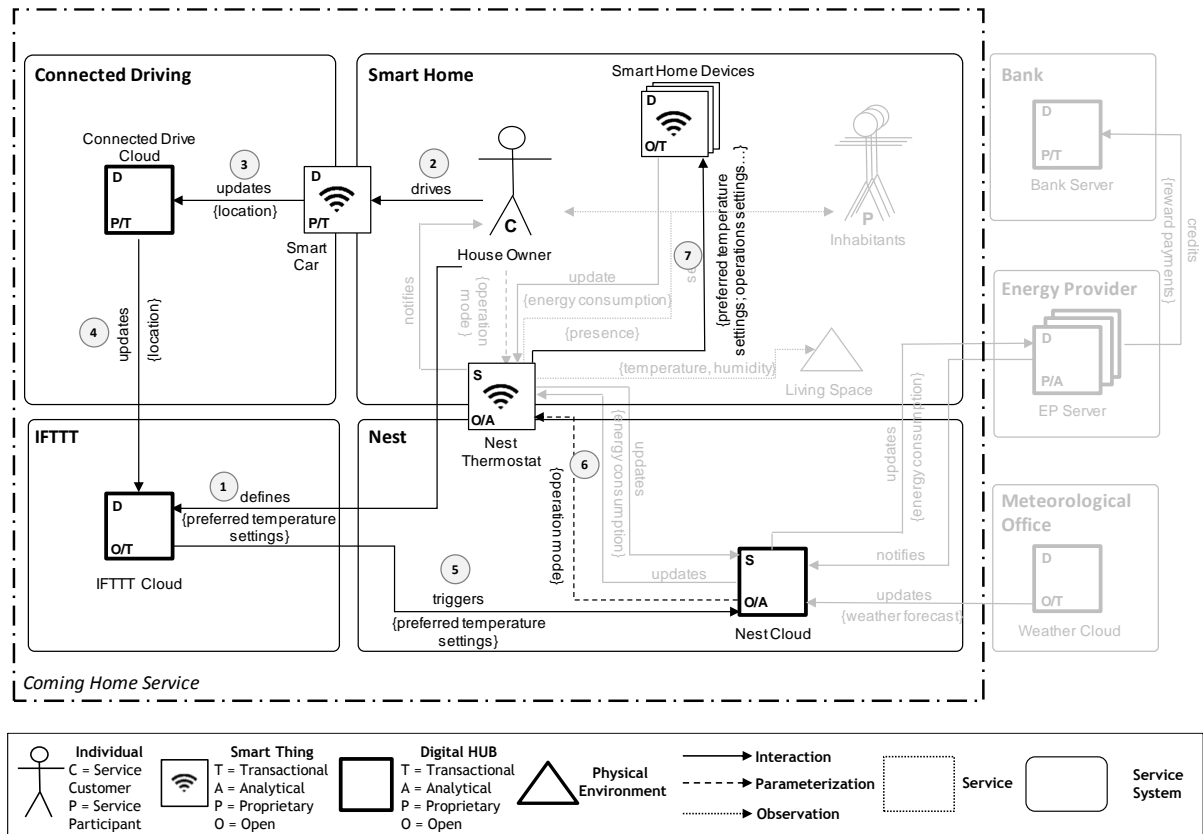 Connected Driving
Connected Drive
Cloud
D
P/T
3
updates
{location}
D
P/T
Smart
Car
2
drives
4
updates
{location}
Smart Home
Smart Home Devices
D
O/T
C
House Owner
P
Inhabitants
notifies
{operation
mode
}
update
{energy consumption}
{presence}
7
se
{preferred temperature
settings; operations settings...}
{temperature, humidity}
Living Space
S
O/A
Nest
Thermostat
Bank
D
P/T
Bank Server
{reward payments}
credits
Energy Provider
D
P/A
EP Server
IFTTT
1
defines
{preferred temperature
settings}
D
O/T
IFTTT Cloud
Nest
6
{operation mode}
{energy consumption}
updates
updates
{energy consumption}
5
triggers
{preferred temperature
settings}
updates
S
O/A
Nest Cloud
notifies
updates
{weather forecast}
Meteorological
Office
D
O/T
Weather Cloud
Coming Home Service
Individual
C = Service
Customer
P = Service
Participant
Smart Thing
T = Transactional
A = Analytical
P = Proprietary
O = Open
Digital HUB
T = Transactional
A = Analytical
P = Proprietary
O = Open
Physical
Environment
Interaction
Parameterization
Observation
Service
Service
System